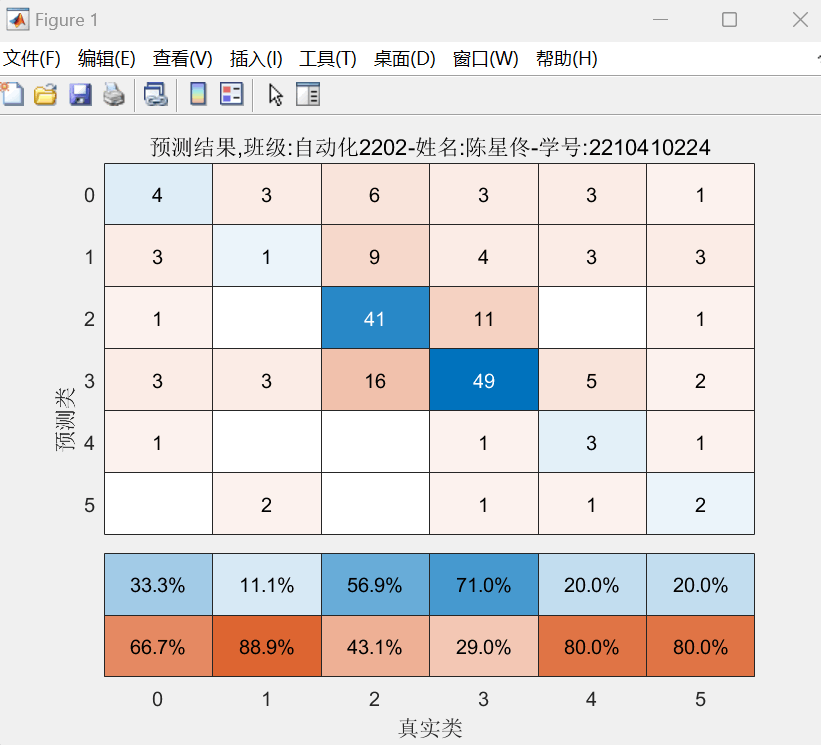 Figure 1
文件(F) 编辑(E) 查看(V) 插入(I) 工具(T) 桌面(D) 窗口(W) 帮助(H)
预测结果,班级:自动化2202-姓名:陈星佟-学号:2210410224
0 4 3 6 3 3 1
1 3 1 9 4 3 3
2 1 41 11 1
3 3 3 16 49 5 2
预测类
4 1 1 3 1
5 2 1 1 2
33.3% 11.1% 56.9% 71.0% 20.0% 20.0%
66.7% 88.9% 43.1% 29.0% 80.0% 80.0%
0 1 2 3 4 5
真实类